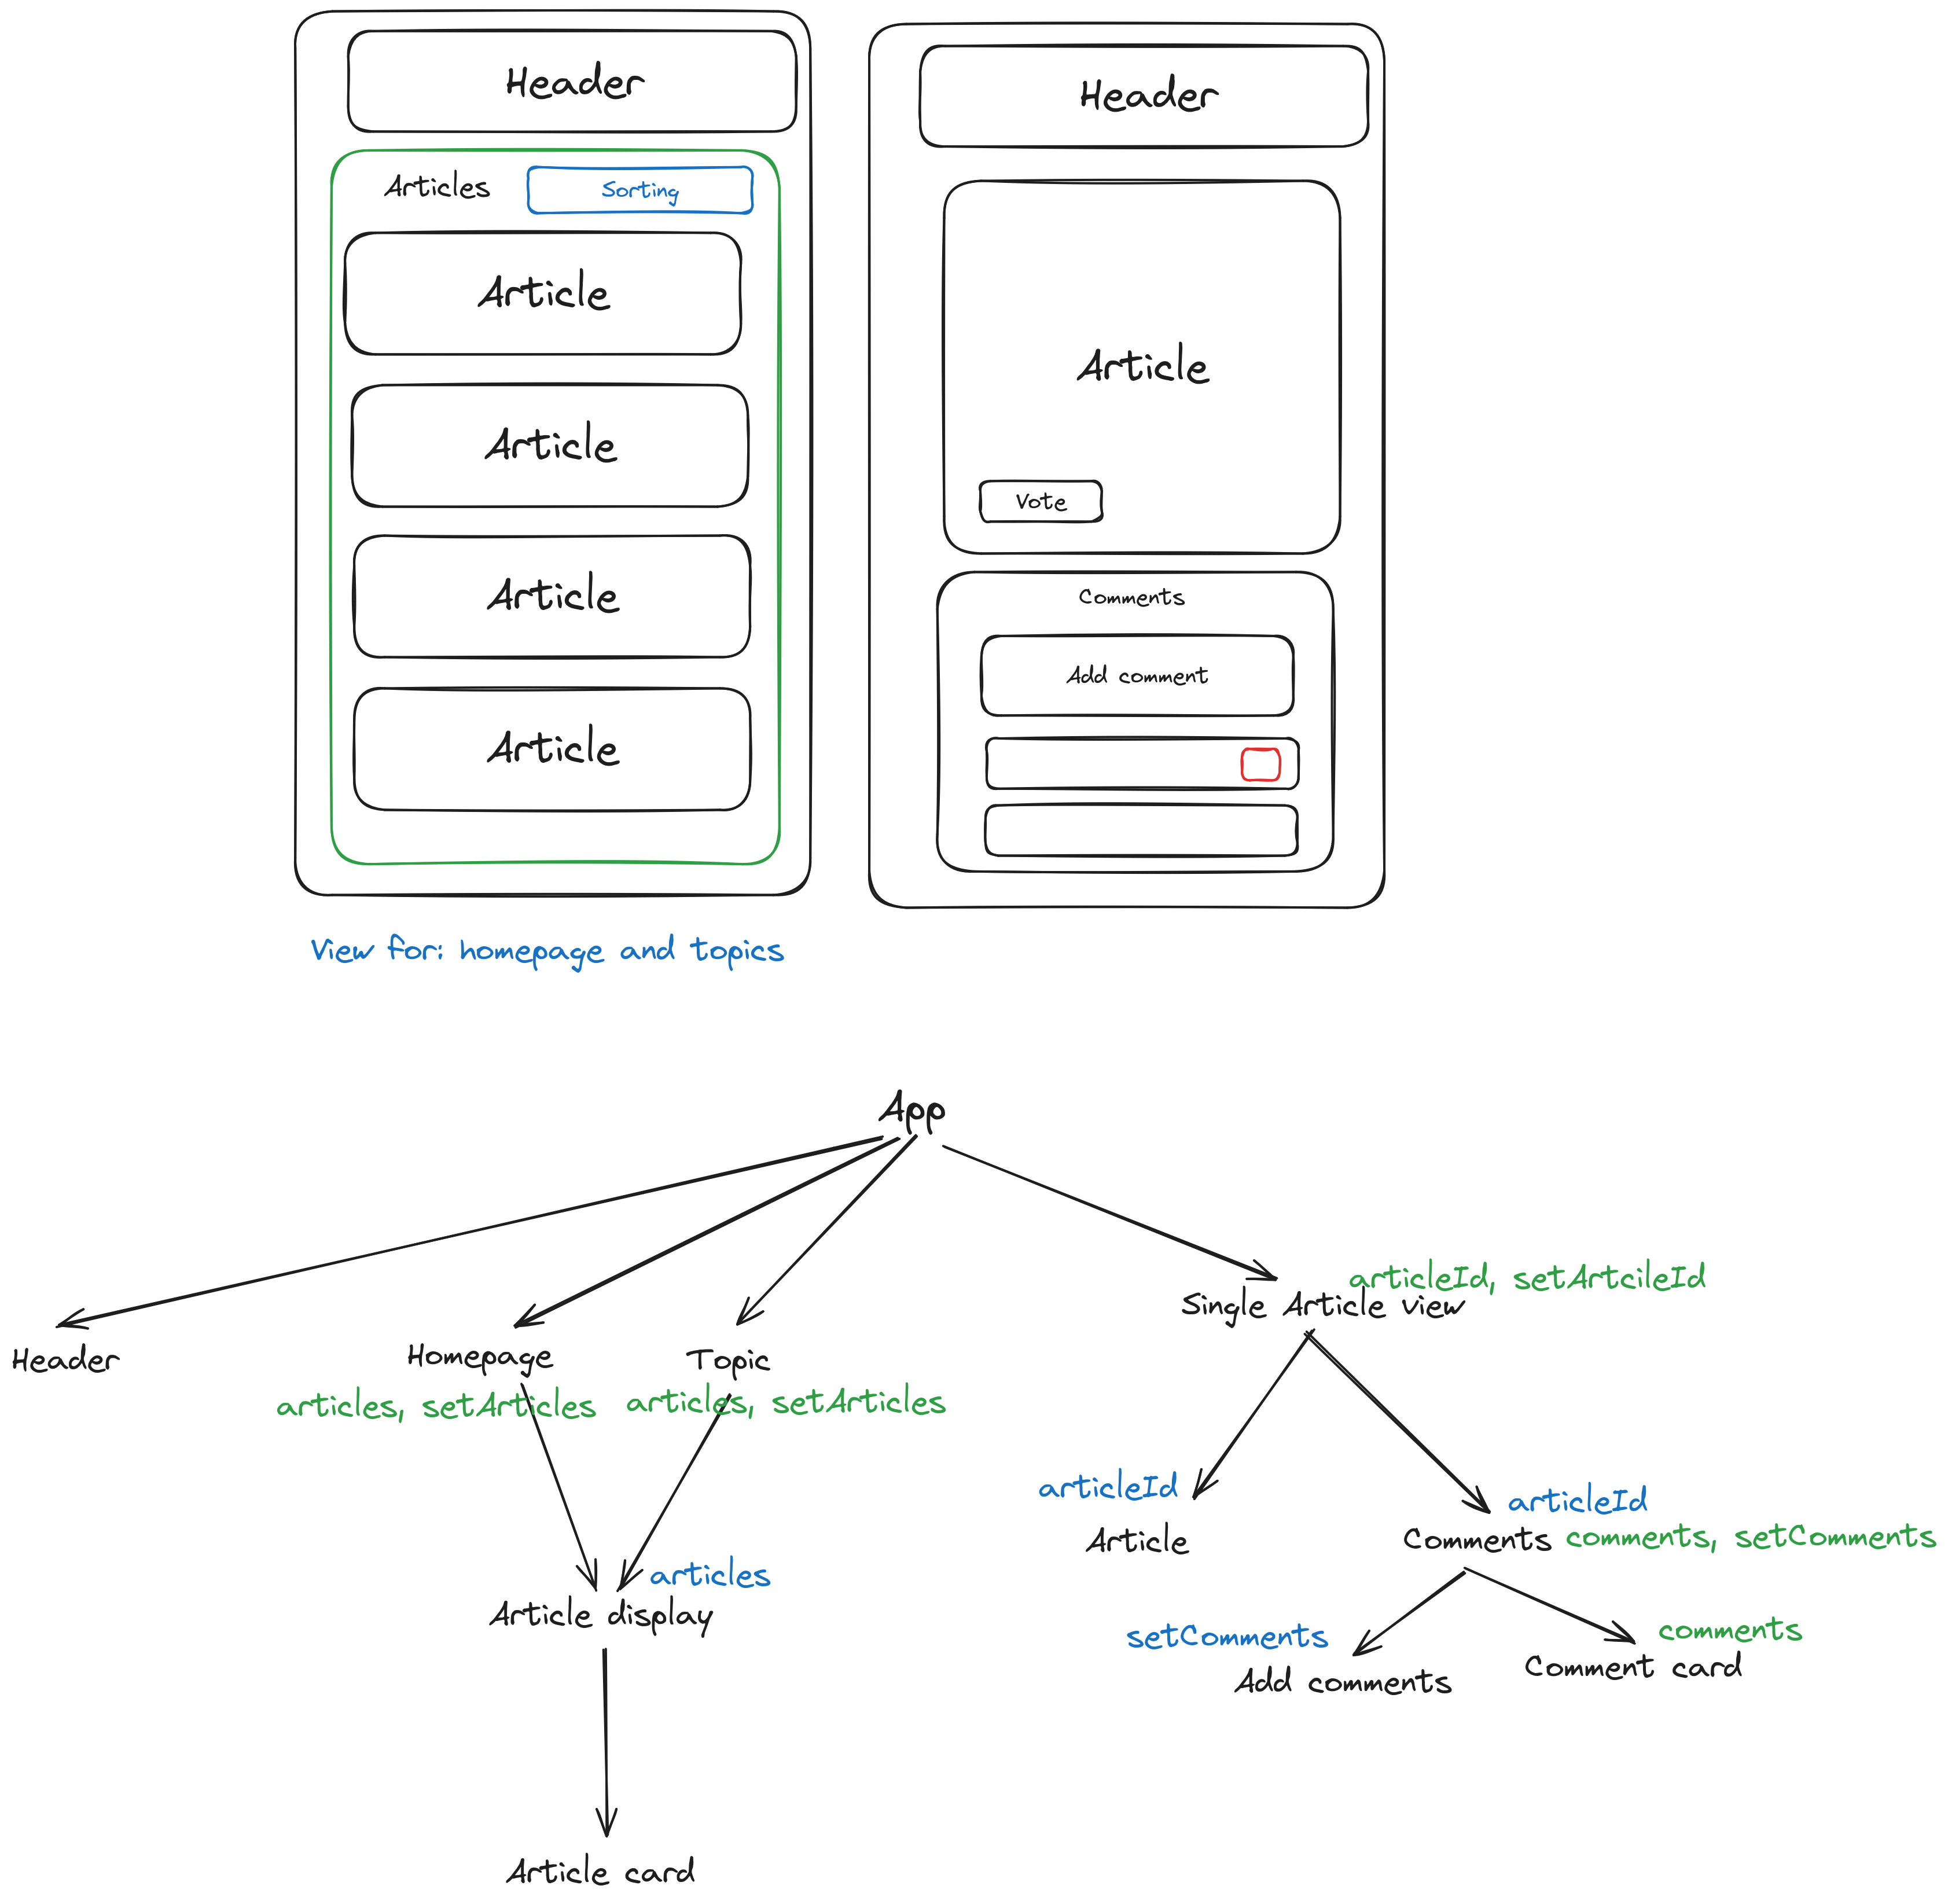 Header
Articles
Sorting
Article
Article
Article
Article
View for: homepage and topics
Header
Article
Vote
Comments
Add comment
App
Header
Homepage
articles, setArticles
Topic
articles, setArticles
articleId, setArtcileId
Single Article view
articles
Article display
Article card
articleId
Article
articleId
Comments
comments, setComments
setComments
Add comments
comments
Comment card